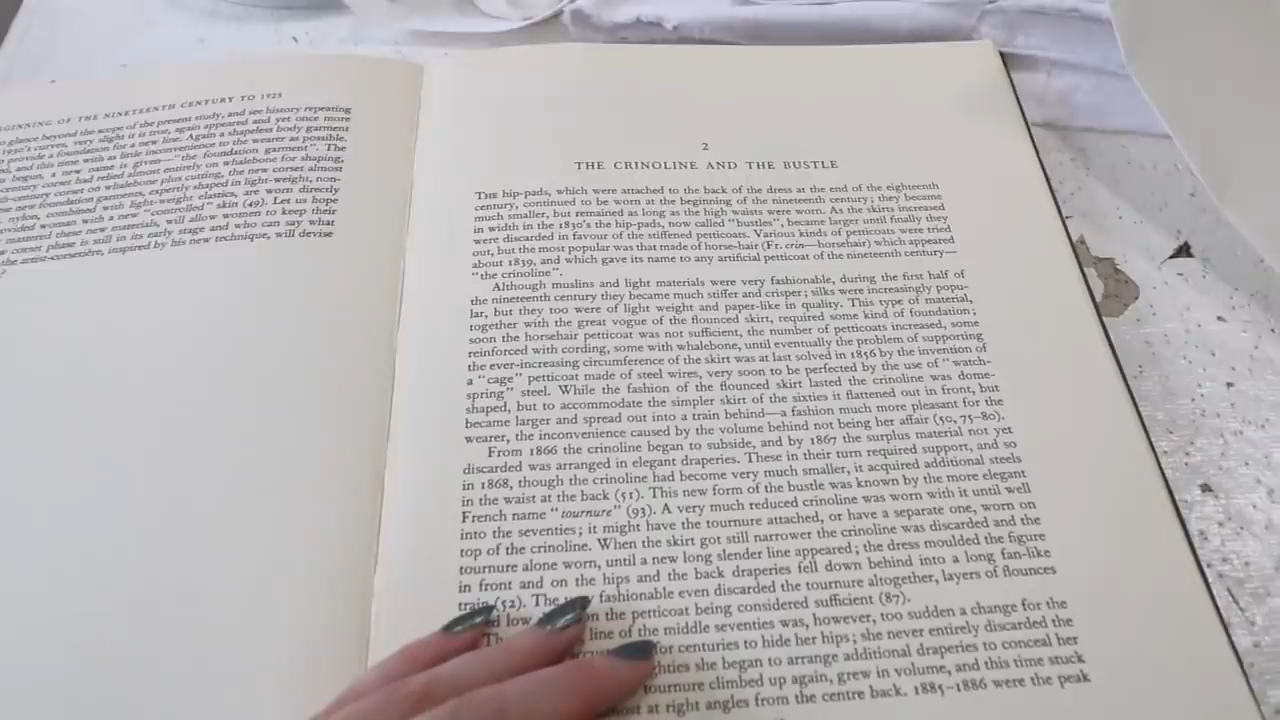 BEGINNING OF THE NINETEENTH CENTURY TO 1925
glance beyond the scope of the present study, and see history repeating
1930's curves, very slight it is true, again appeared and yet once more
provide a foundation for a new line. Again a shapeless body garment
and this time with as little inconvenience to the wearer as possible.
begun, a new name is given—"the foundation garment". The
century corset had relied almost entirely on whalebone for shaping,
century corset on whalebone plus cutting, the new corset almost
new foundation garments, expertly shaped in light-weight, non-
nylon, combined with light-weight elastic, are worn directly
woman with a new "controlled" skin (49). Let us hope
mastered these new materials, will allow women to keep their
corset phase is still in its early stage and who can say what
the artist-corsetière, inspired by his new technique, will devise
?
2
THE CRINOLINE AND THE BUSTLE
THE hip-pads, which were attached to the back of the dress at the end of the eighteenth
century, continued to be worn at the beginning of the nineteenth century; they became
much smaller, but remained as long as the high waists were worn. As the skirts increased
in width in the 1830's the hip-pads, now called "bustles", became larger until finally they
were discarded in favour of the stiffened petticoats. Various kinds of petticoats were tried
out, but the most popular was that made of horse-hair (Fr. crin—horsehair) which appeared
about 1839, and which gave its name to any artificial petticoat of the nineteenth century—
"the crinoline".
Although muslins and light materials were very fashionable, during the first half of
the nineteenth century they became much stiffer and crisper; silks were increasingly popu-
lar, but they too were of light weight and paper-like in quality. This type of material,
together with the great vogue of the flounced skirt, required some kind of foundation;
soon the horsehair petticoat was not sufficient, the number of petticoats increased, some
reinforced with cording, some with whalebone, until eventually the problem of supporting
the ever-increasing circumference of the skirt was at last solved in 1856 by the invention of
a "cage" petticoat made of steel wires, very soon to be perfected by the use of "watch-
spring" steel. While the fashion of the flounced skirt lasted the crinoline was dome-
shaped, but to accommodate the simpler skirt of the sixties it flattened out in front, but
became larger and spread out into a train behind—a fashion much more pleasant for the
wearer, the inconvenience caused by the volume behind not being her affair (50, 75–80).
From 1866 the crinoline began to subside, and by 1867 the surplus material not yet
discarded was arranged in elegant draperies. These in their turn required support, and so
in 1868, though the crinoline had become very much smaller, it acquired additional steels
in the waist at the back (51). This new form of the bustle was known by the more elegant
French name "tournure" (93). A very much reduced crinoline was worn with it until well
into the seventies; it might have the tournure attached, or have a separate one, worn on
top of the crinoline. When the skirt got still narrower the crinoline was discarded and the
tournure alone worn, until a new long slender line appeared; the dress moulded the figure
in front and on the hips and the back draperies fell down behind into a long fan-like
train (52). The fashionable even discarded the tournure altogether, layers of flounces
low on the petticoat being considered sufficient (87).
Th line of the middle seventies was, however, too sudden a change for the
for centuries to hide her hips; she never entirely discarded the
she began to arrange additional draperies to conceal her
tournure climbed up again, grew in volume, and this time stuck
at right angles from the centre back. 1885–1886 were the peak